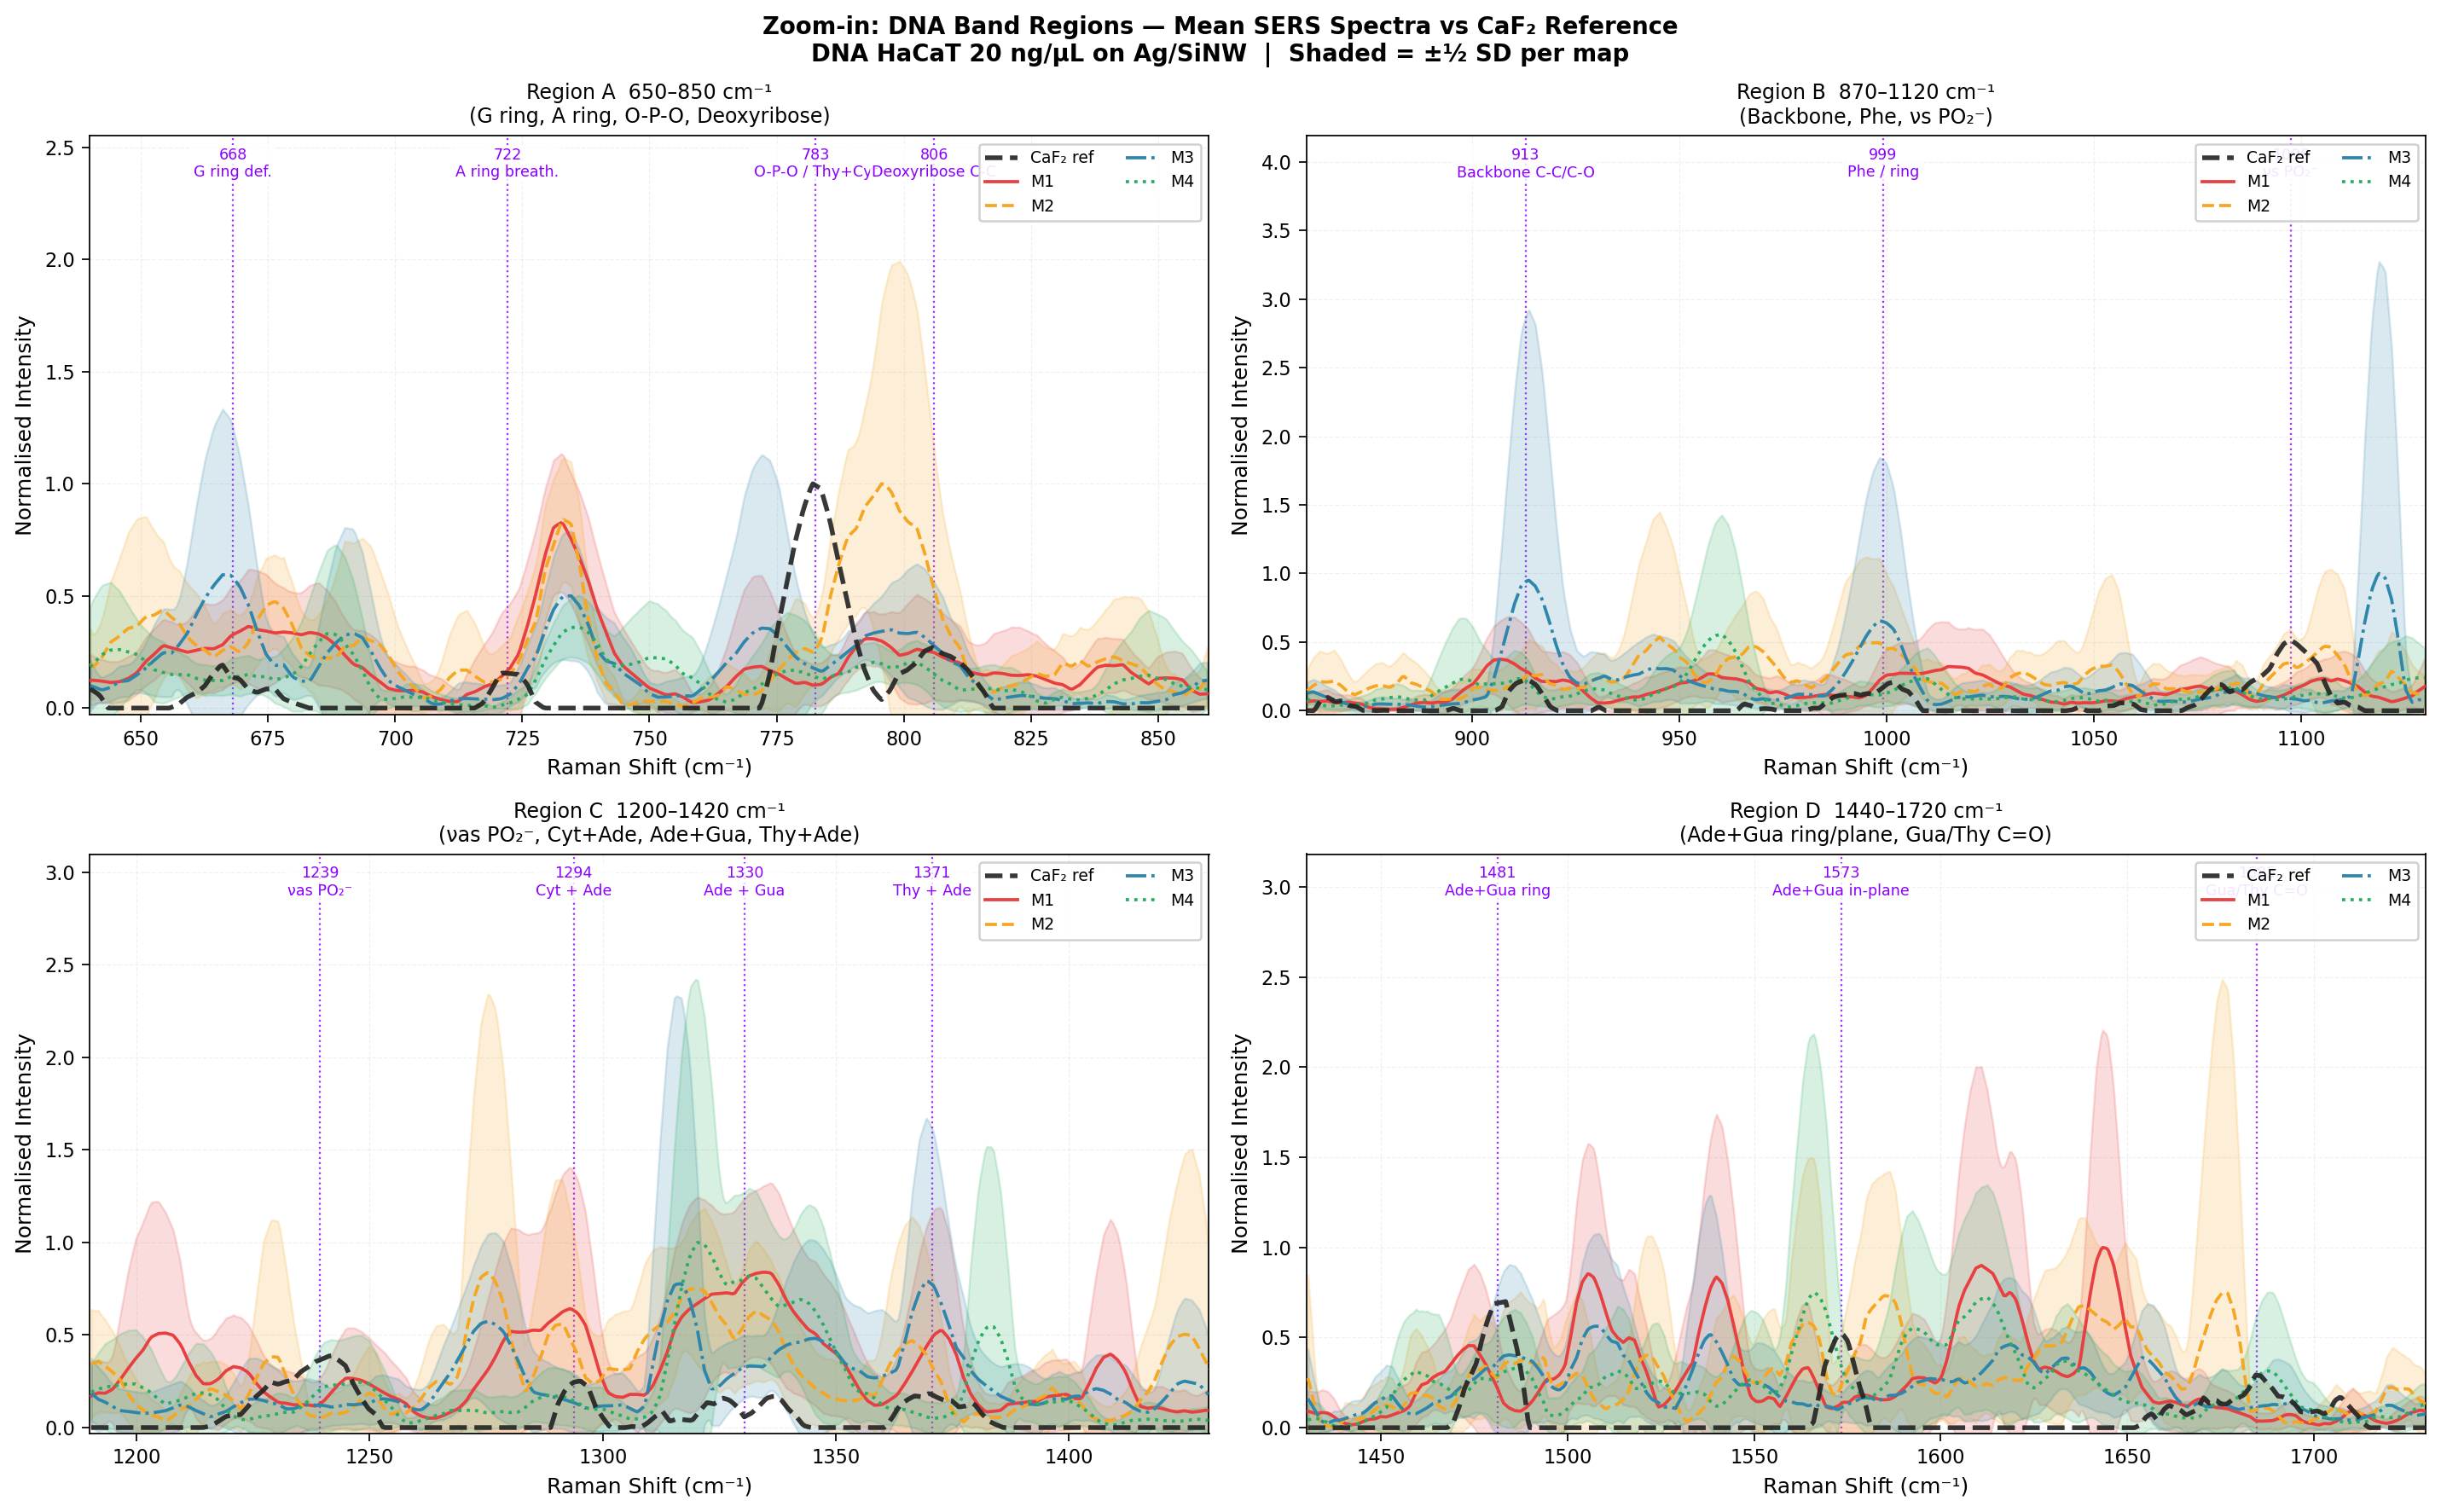 Zoom-in: DNA Band Regions — Mean SERS Spectra vs CaF₂ Reference
DNA HaCaT 20 ng/μL on Ag/SiNW | Shaded = ±½ SD per map
Region A 650–850 cm⁻¹
(G ring, A ring, O-P-O, Deoxyribose)
668
G ring def.
722
A ring breath.
783
O-P-O / Thy+Cy
806
Deoxyribose C-C
CaF₂ ref
M1
M2
M3
M4
2.5
2.0
1.5
1.0
0.5
0.0
Normalised Intensity
650 675 700 725 750 775 800 825 850
Raman Shift (cm⁻¹)
Region B 870–1120 cm⁻¹
(Backbone, Phe, νs PO₂⁻)
913
Backbone C-C/C-O
999
Phe / ring
νs PO₂⁻
CaF₂ ref
M1
M2
M3
M4
4.0
3.5
3.0
2.5
2.0
1.5
1.0
0.5
0.0
Normalised Intensity
900 950 1000 1050 1100
Raman Shift (cm⁻¹)
Region C 1200–1420 cm⁻¹
(νas PO₂⁻, Cyt+Ade, Ade+Gua, Thy+Ade)
1239
νas PO₂⁻
1294
Cyt + Ade
1330
Ade + Gua
1371
Thy + Ade
CaF₂ ref
M1
M2
M3
M4
3.0
2.5
2.0
1.5
1.0
0.5
0.0
Normalised Intensity
1200 1250 1300 1350 1400
Raman Shift (cm⁻¹)
Region D 1440–1720 cm⁻¹
(Ade+Gua ring/plane, Gua/Thy C=O)
1481
Ade+Gua ring
1573
Ade+Gua in-plane
Gua/Thy C=O
CaF₂ ref
M1
M2
M3
M4
3.0
2.5
2.0
1.5
1.0
0.5
0.0
Normalised Intensity
1450 1500 1550 1600 1650 1700
Raman Shift (cm⁻¹)